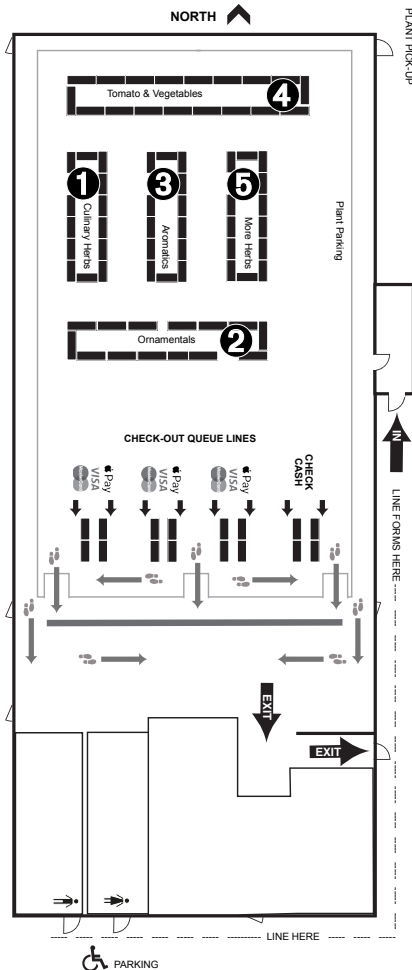 NORTH
PLANT PICK-UP
Tomato & Vegetables
4
1
Culinary Herbs
3
Aromatics
5
More Herbs
Plant Parking
Ornamentals
2
IN
LINE FORMS HERE
CHECK-OUT QUEUE LINES
VISA
Pay
VISA
Pay
VISA
Pay
CHECK
CASH
EXIT
EXIT
LINE HERE
PARKING